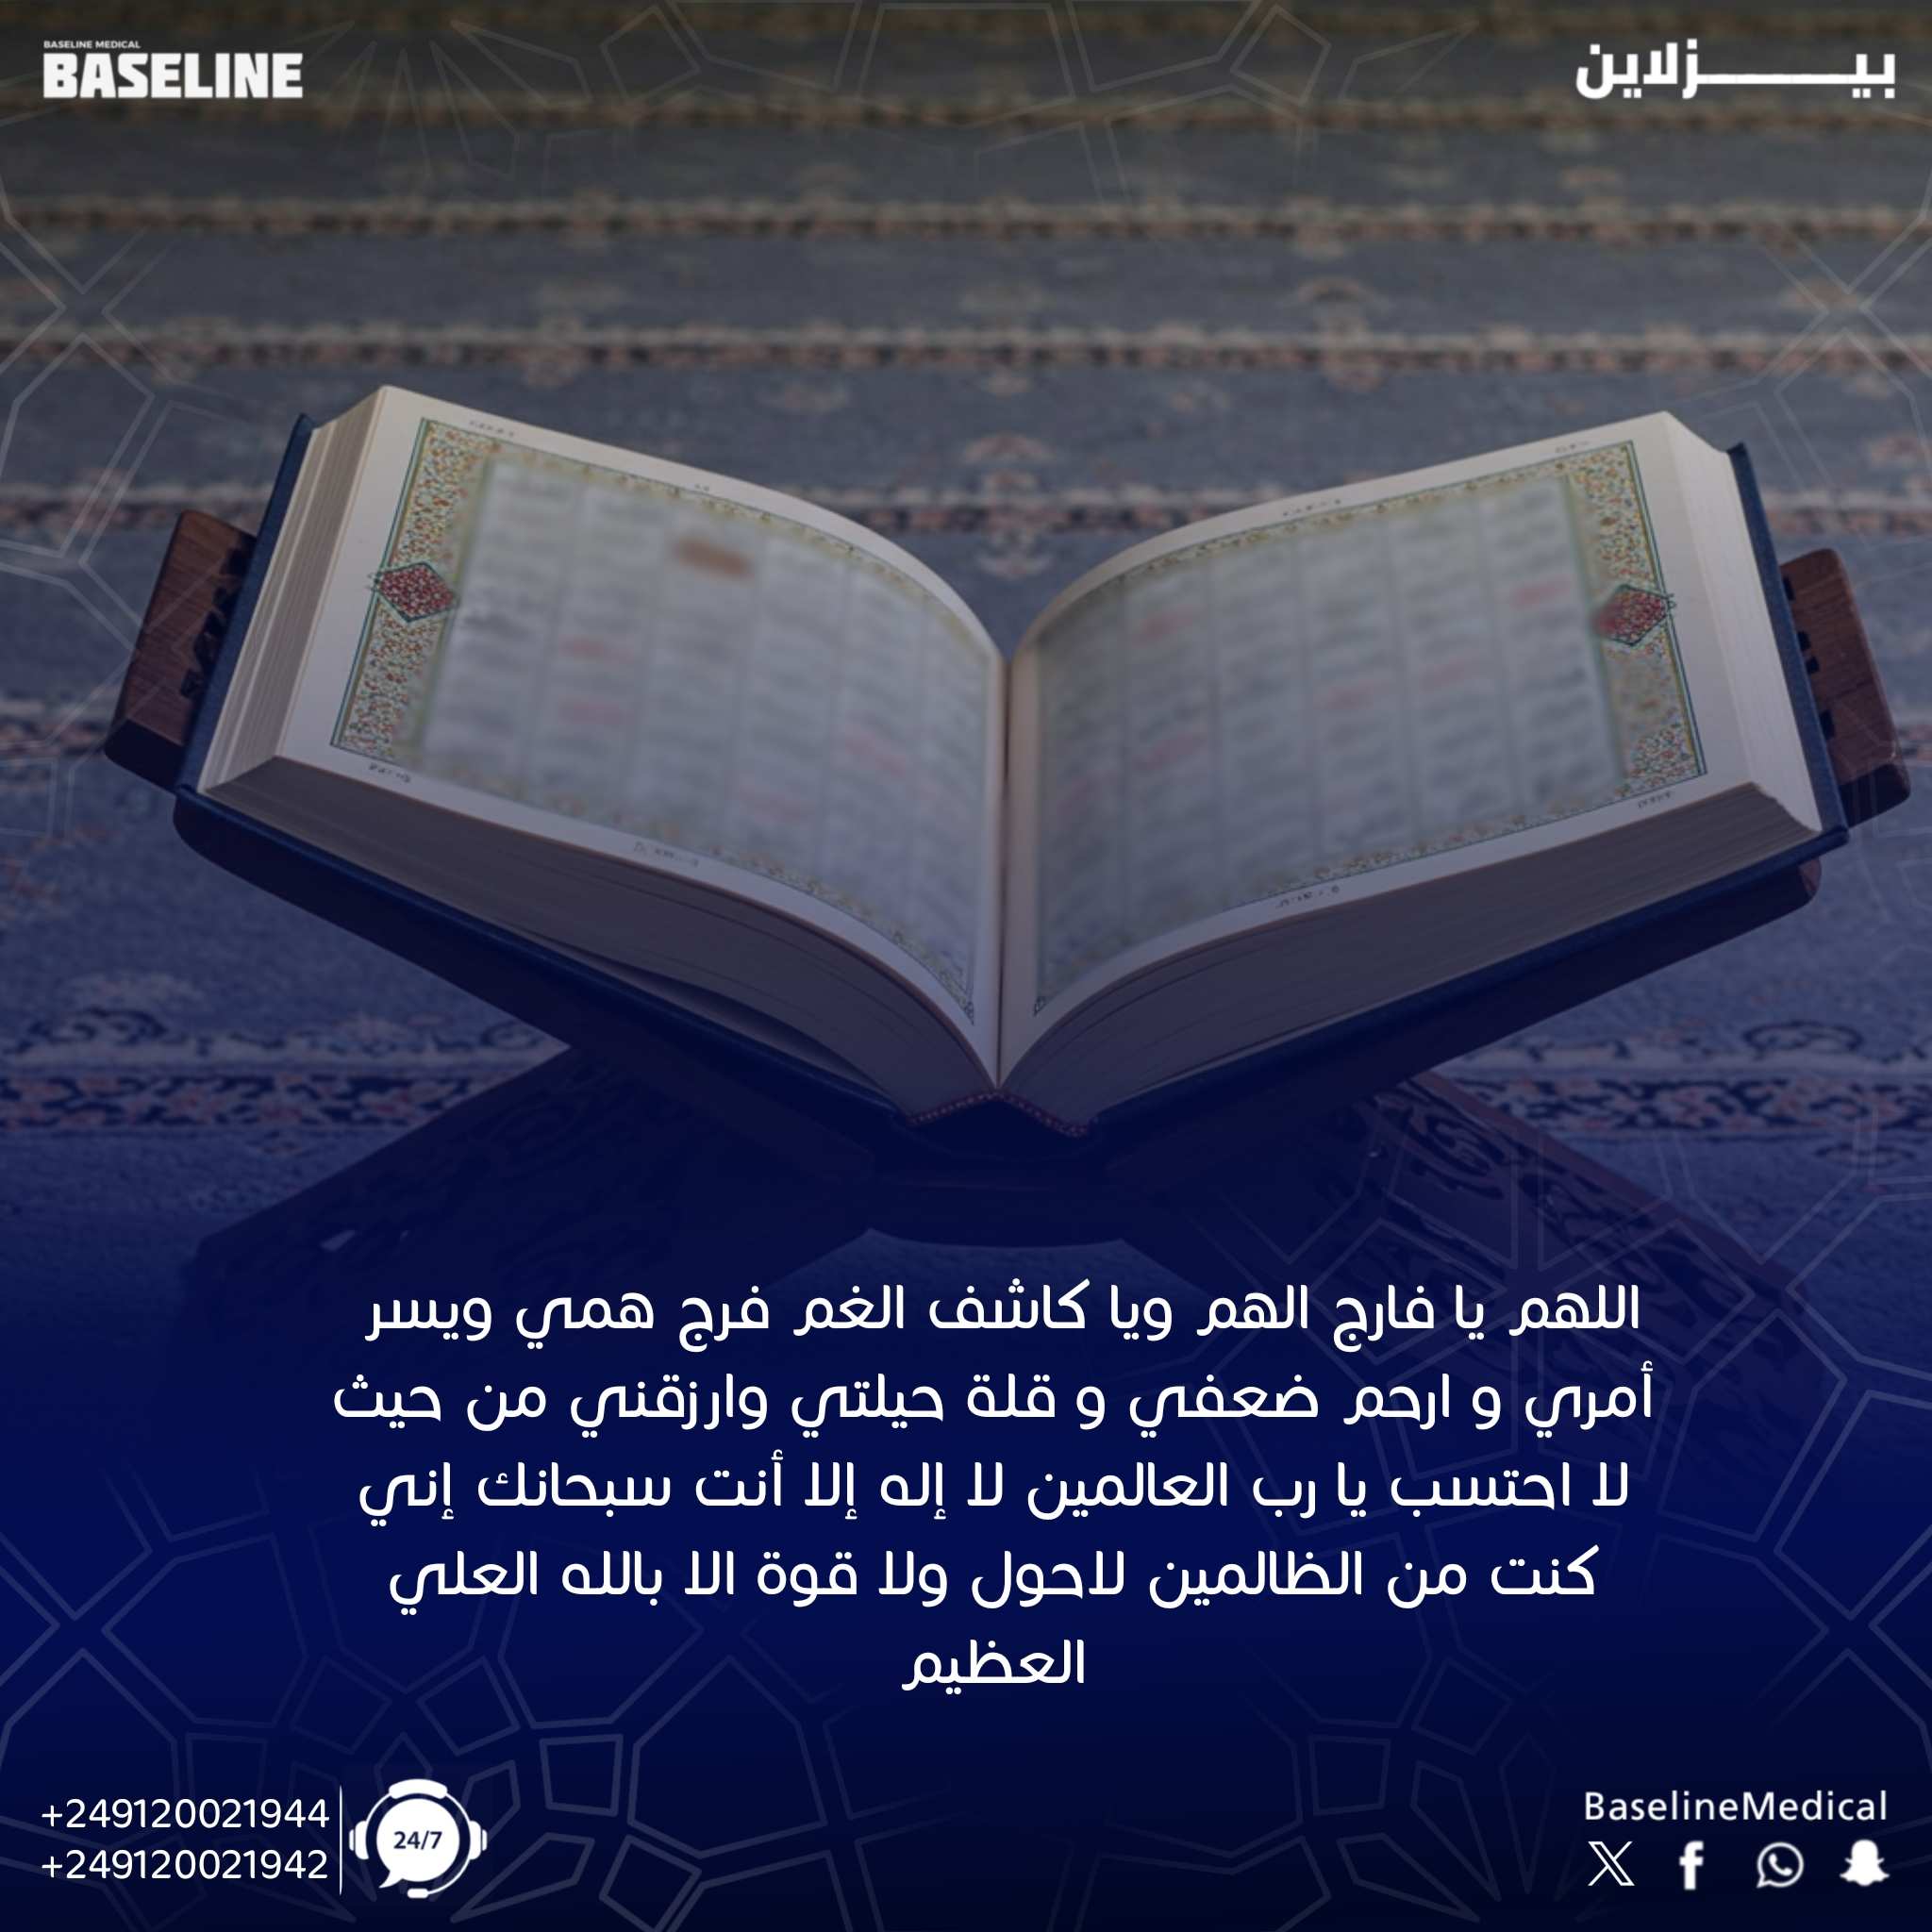 BASELINE MEDICAL
BASELINE
بيزلاين
اللهم يا فارج الهم ويا كاشف الغم فرج همي ويسر
أمري و ارحم ضعفي و قلة حيلتي وارزقني من حيث
لا احتسب يا رب العالمين لا إله إلا أنت سبحانك إني
كنت من الظالمين لاحول ولا قوة الا بالله العلي
العظيم
+249120021944
+249120021942
24/7
BaselineMedical